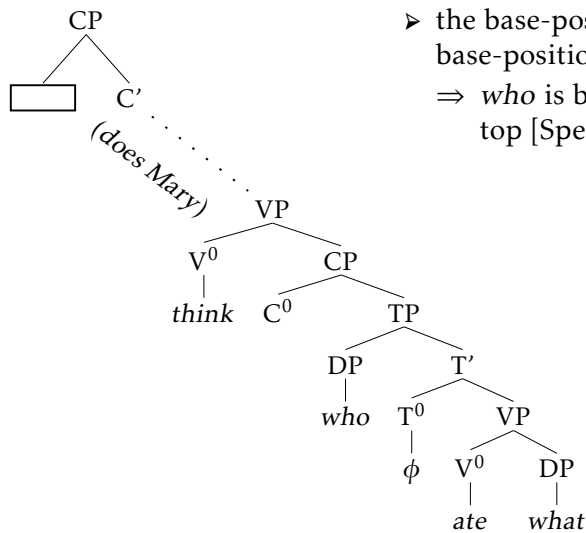 CP
➢ the base-pos
base-positio
C'
⇒ who is b
top [Spe
(does Mary)
VP
V⁰ CP
think C⁰ TP
DP T'
who T⁰ VP
ϕ V⁰ DP
ate what